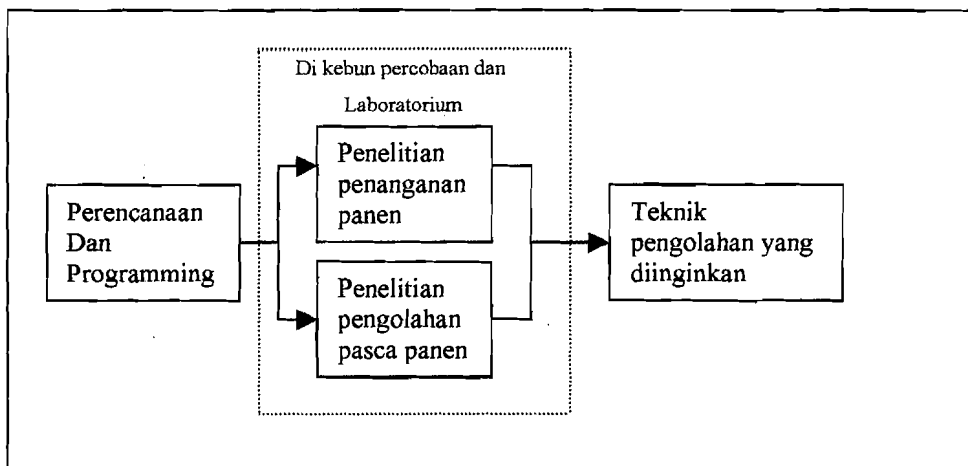 Di kebun percobaan dan
Laboratorium
Perencanaan
Dan
Programming
Penelitian
penanganan
panen
Penelitian
pengolahan
pasca panen
Teknik
pengolahan yang
diinginkan